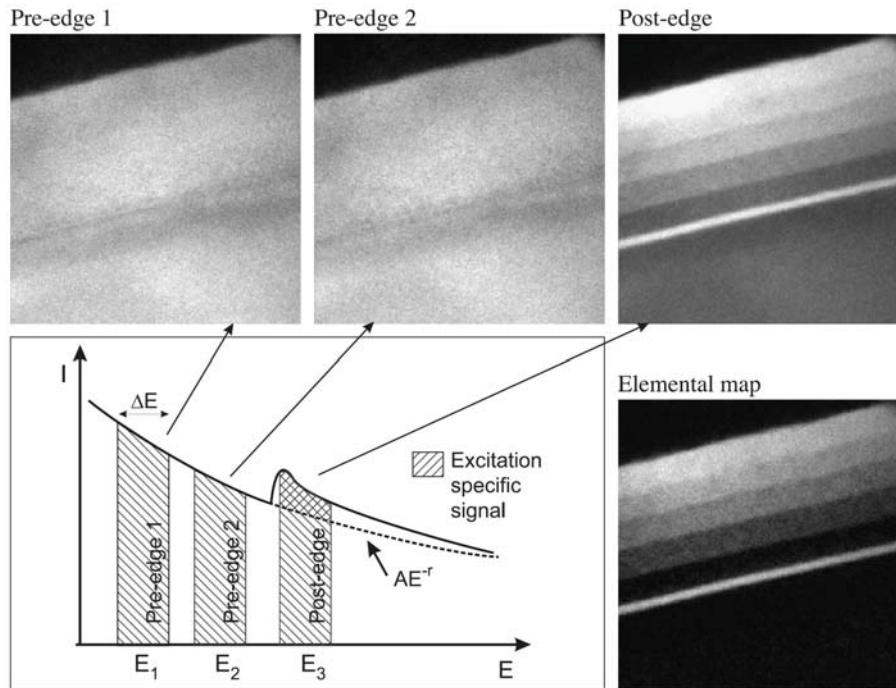 Pre-edge 1
Pre-edge 2
Post-edge
I
ΔE
Pre-edge 1
Pre-edge 2
Post-edge
Excitation
specific
signal
AE⁻ʳ
E₁
E₂
E₃
E
Elemental map